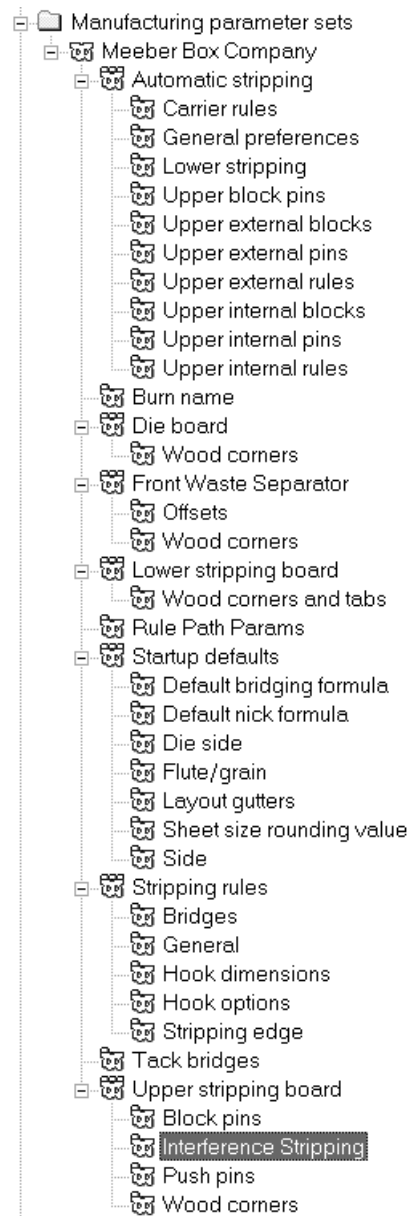 Manufacturing parameter sets
Meeber Box Company
Automatic stripping
Carrier rules
General preferences
Lower stripping
Upper block pins
Upper external blocks
Upper external pins
Upper external rules
Upper internal blocks
Upper internal pins
Upper internal rules
Burn name
Die board
Wood corners
Front Waste Separator
Offsets
Wood corners
Lower stripping board
Wood corners and tabs
Rule Path Params
Startup defaults
Default bridging formula
Default nick formula
Die side
Flute/grain
Layout gutters
Sheet size rounding value
Side
Stripping rules
Bridges
General
Hook dimensions
Hook options
Stripping edge
Tack bridges
Upper stripping board
Block pins
Interference Stripping
Push pins
Wood corners